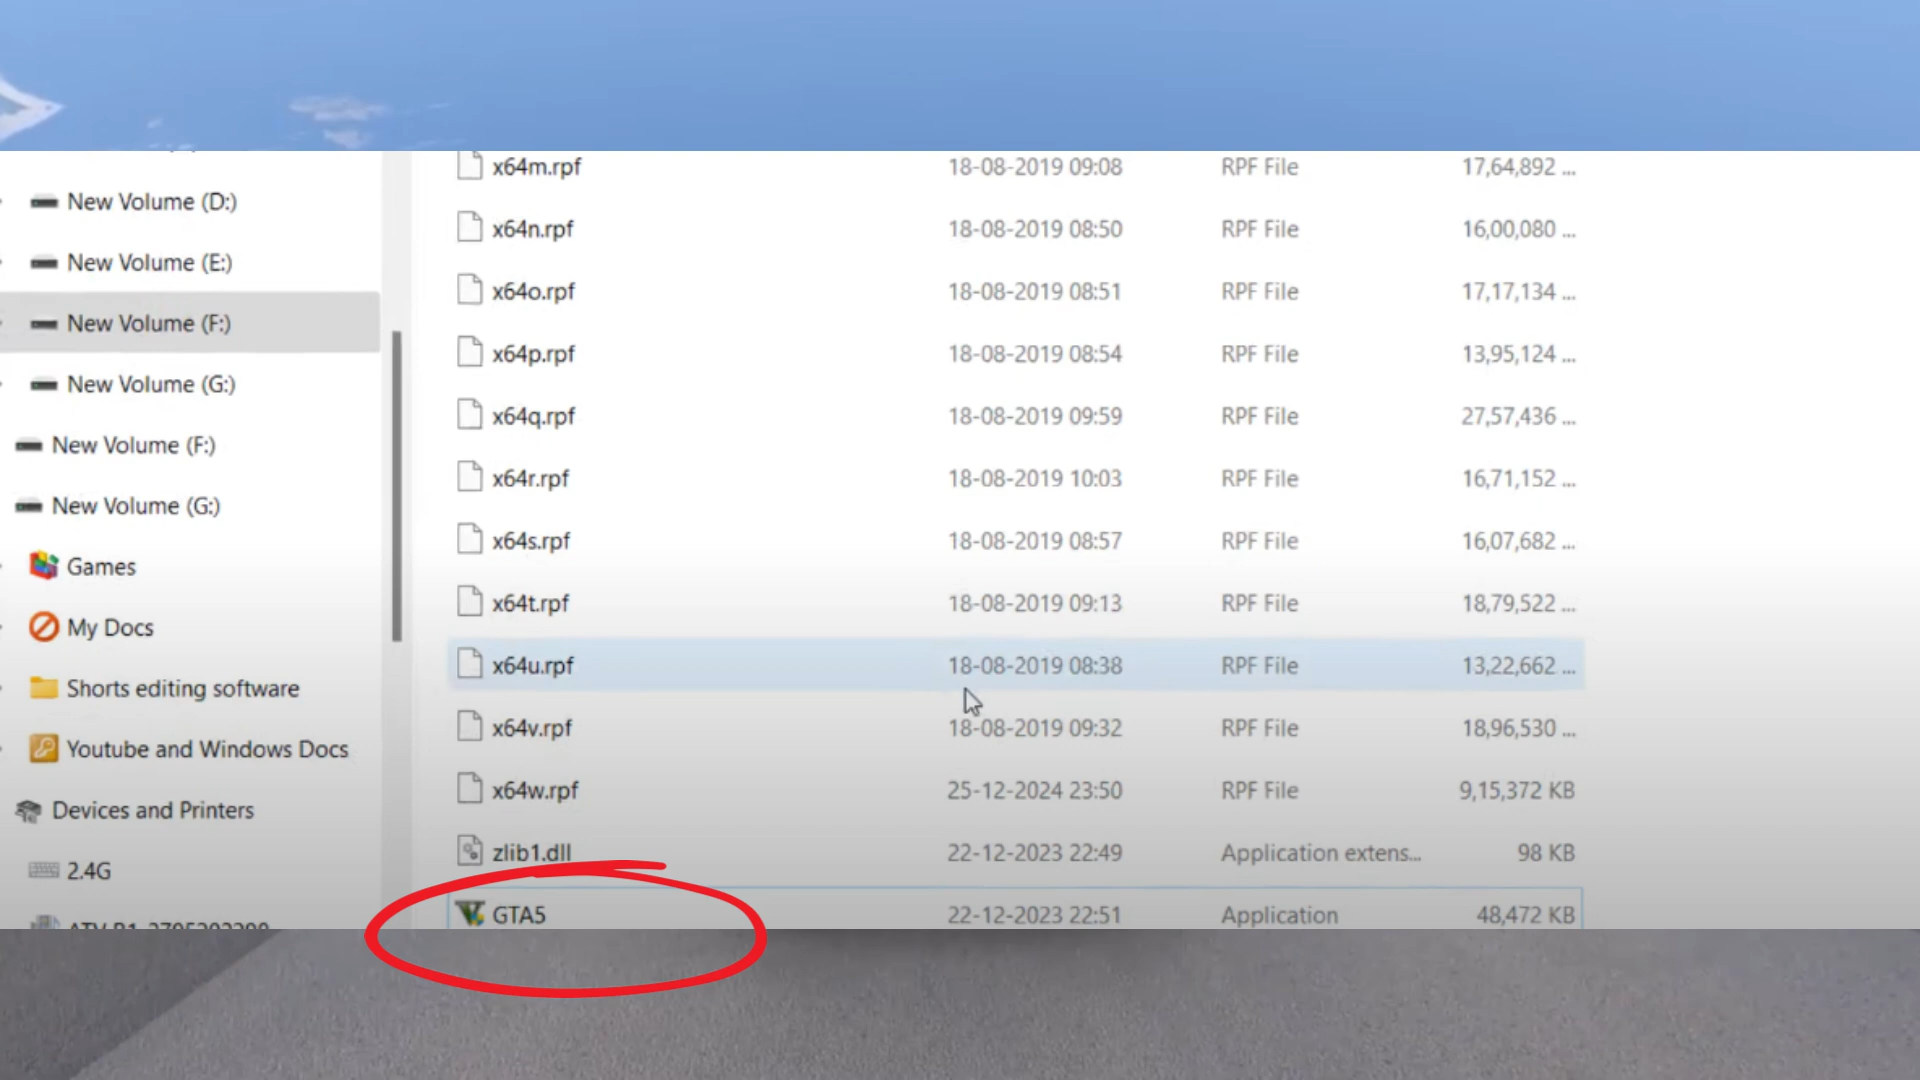 New Volume (D:)
New Volume (E:)
New Volume (F:)
New Volume (G:)
New Volume (F:)
New Volume (G:)
Games
My Docs
Shorts editing software
Youtube and Windows Docs
Devices and Printers
2.4G
x64m.rpf 18-08-2019 09:08 RPF File 17,64,892 ...
x64n.rpf 18-08-2019 08:50 RPF File 16,00,080 ...
x64o.rpf 18-08-2019 08:51 RPF File 17,17,134 ...
x64p.rpf 18-08-2019 08:54 RPF File 13,95,124 ...
x64q.rpf 18-08-2019 09:59 RPF File 27,57,436 ...
x64r.rpf 18-08-2019 10:03 RPF File 16,71,152 ...
x64s.rpf 18-08-2019 08:57 RPF File 16,07,682 ...
x64t.rpf 18-08-2019 09:13 RPF File 18,79,522 ...
x64u.rpf 18-08-2019 08:38 RPF File 13,22,662 ...
x64v.rpf 18-08-2019 09:32 RPF File 18,96,530 ...
x64w.rpf 25-12-2024 23:50 RPF File 9,15,372 KB
zlib1.dll 22-12-2023 22:49 Application extens... 98 KB
GTA5 22-12-2023 22:51 Application 48,472 KB